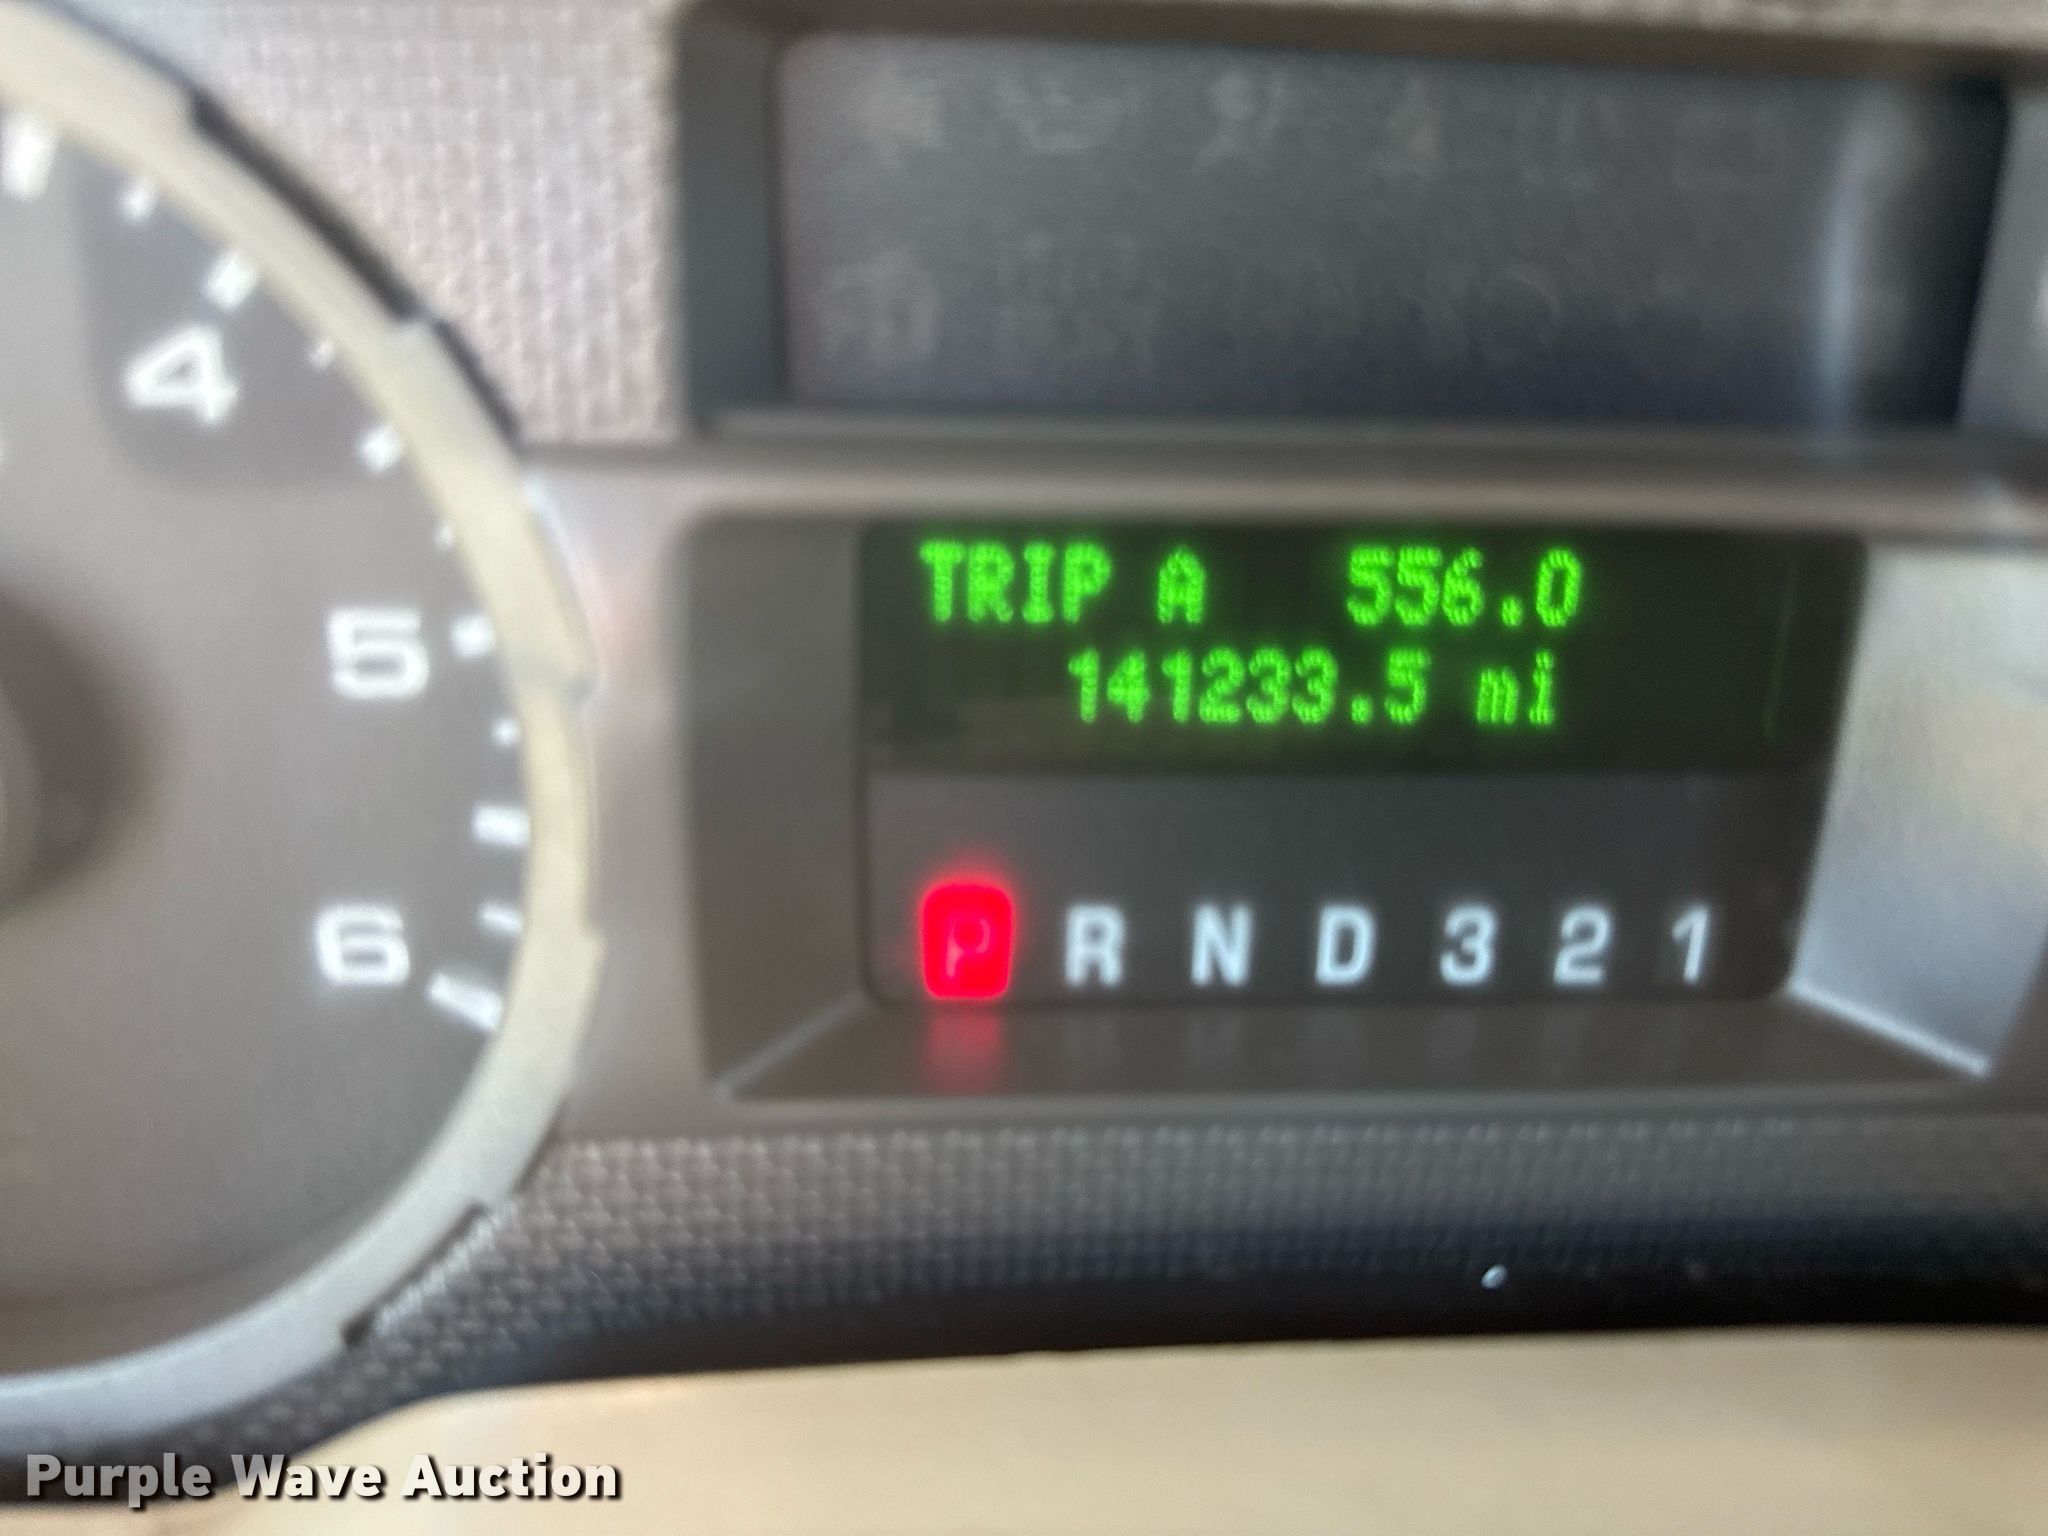 4
5
6
TRIP A 556.0
141233.5 mi
P R N D 3 2 1
Purple Wave Auction